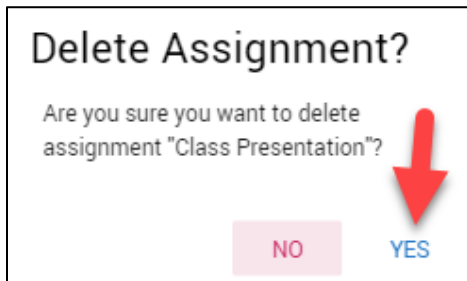 Delete Assignment?
Are you sure you want to delete
assignment "Class Presentation"?
NO YES